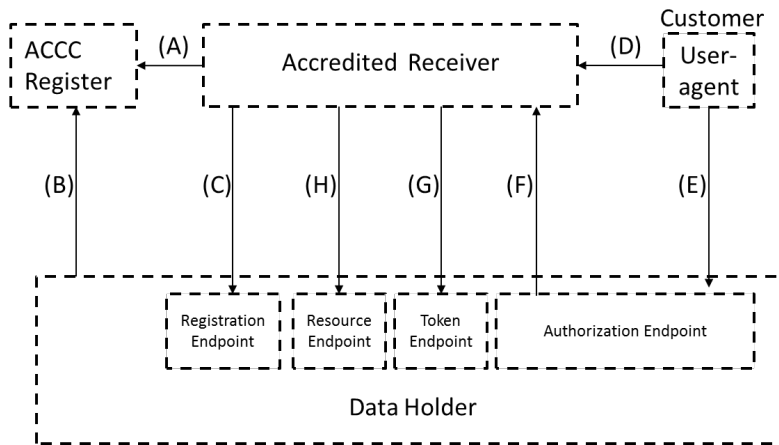 Customer
ACCC
Register
(A)
Accredited Receiver
(D)
User-
agent
(B)
(C)
(H)
(G)
(F)
(E)
Registration
Endpoint
Resource
Endpoint
Token
Endpoint
Authorization Endpoint
Data Holder